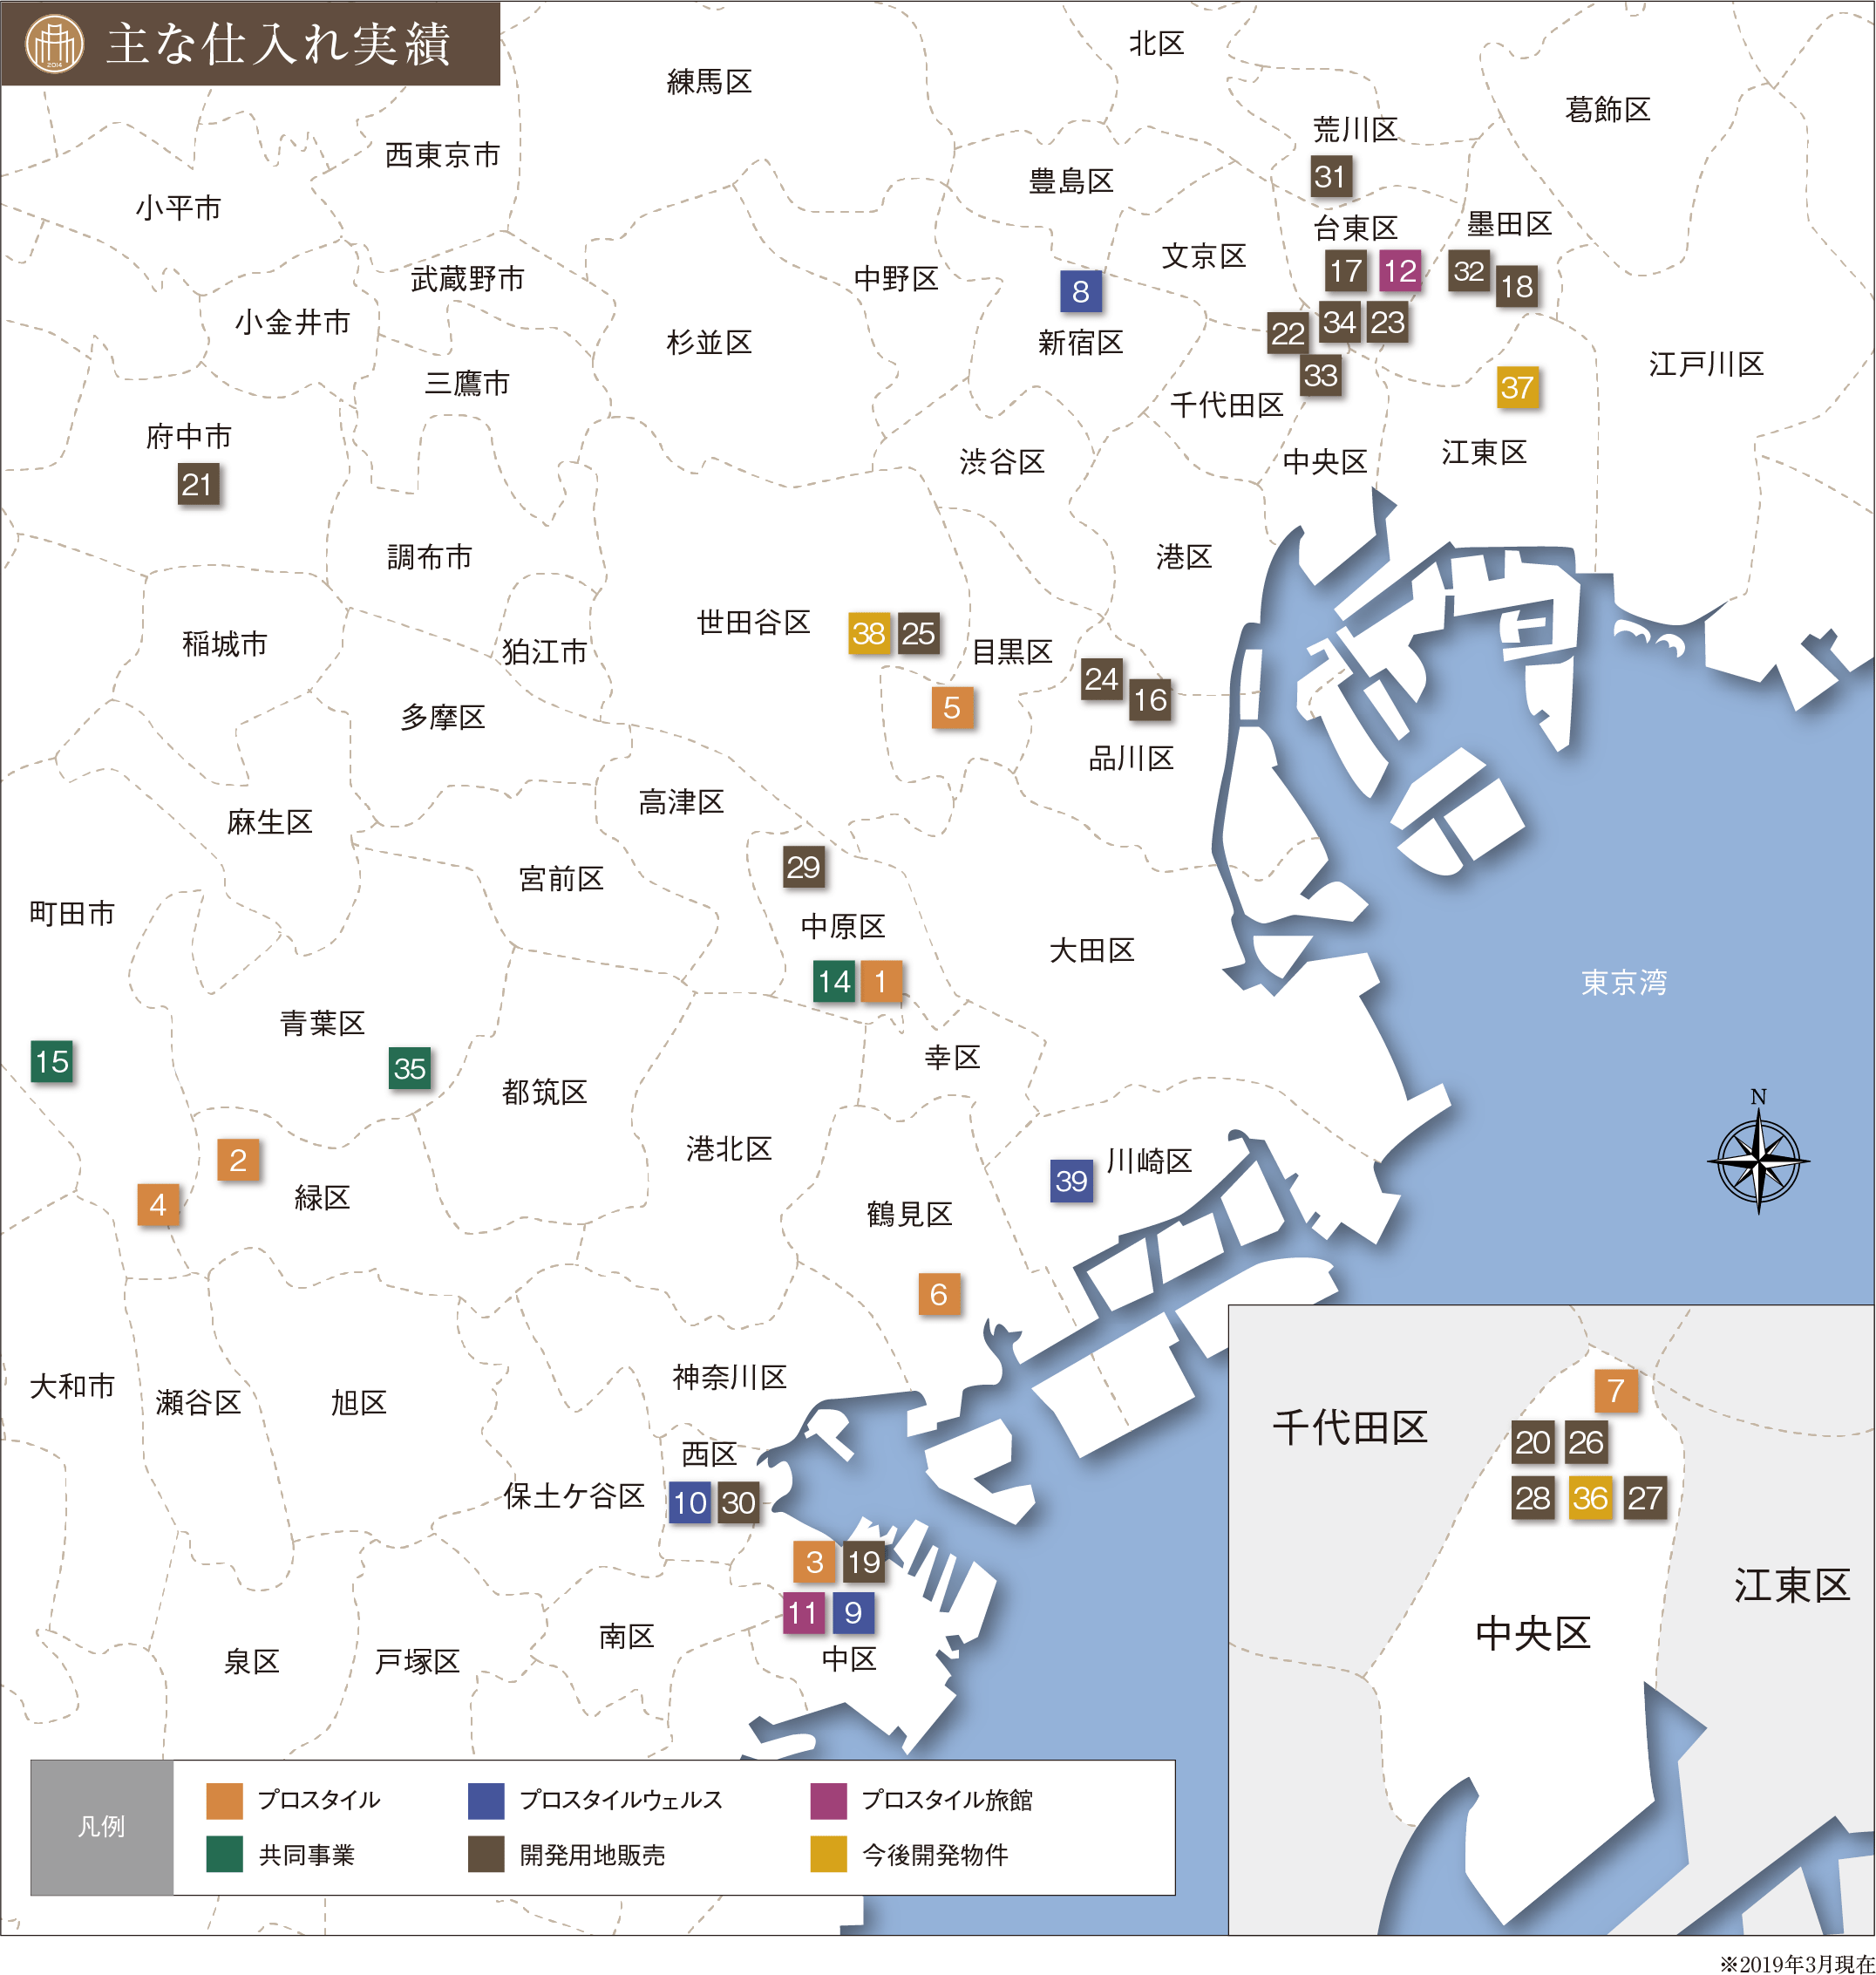 主な仕入れ実績
2014
北区
練馬区
葛飾区
荒川区
西東京市
31
豊島区
小平市
台東区
墨田区
文京区
武蔵野市
中野区
17
12
32
18
8
小金井市
34
23
22
杉並区
新宿区
江戸川区
三鷹市
33
37
千代田区
府中市
渋谷区
中央区
江東区
21
調布市
港区
世田谷区
38
25
稲城市
狛江市
目黒区
24
16
5
多摩区
品川区
高津区
麻生区
29
宮前区
町田市
中原区
大田区
14
1
東京湾
青葉区
15
35
幸区
都筑区
N
港北区
川崎区
2
39
4
緑区
鶴見区
6
神奈川区
大和市
瀬谷区
旭区
7
千代田区
西区
20
26
保土ケ谷区
10
30
28
36
27
3
19
江東区
11
9
中央区
南区
中区
泉区
戸塚区
凡例
プロスタイル
プロスタイルウェルス
プロスタイル旅館
共同事業
開発用地販売
今後開発物件
※2019年3月現在